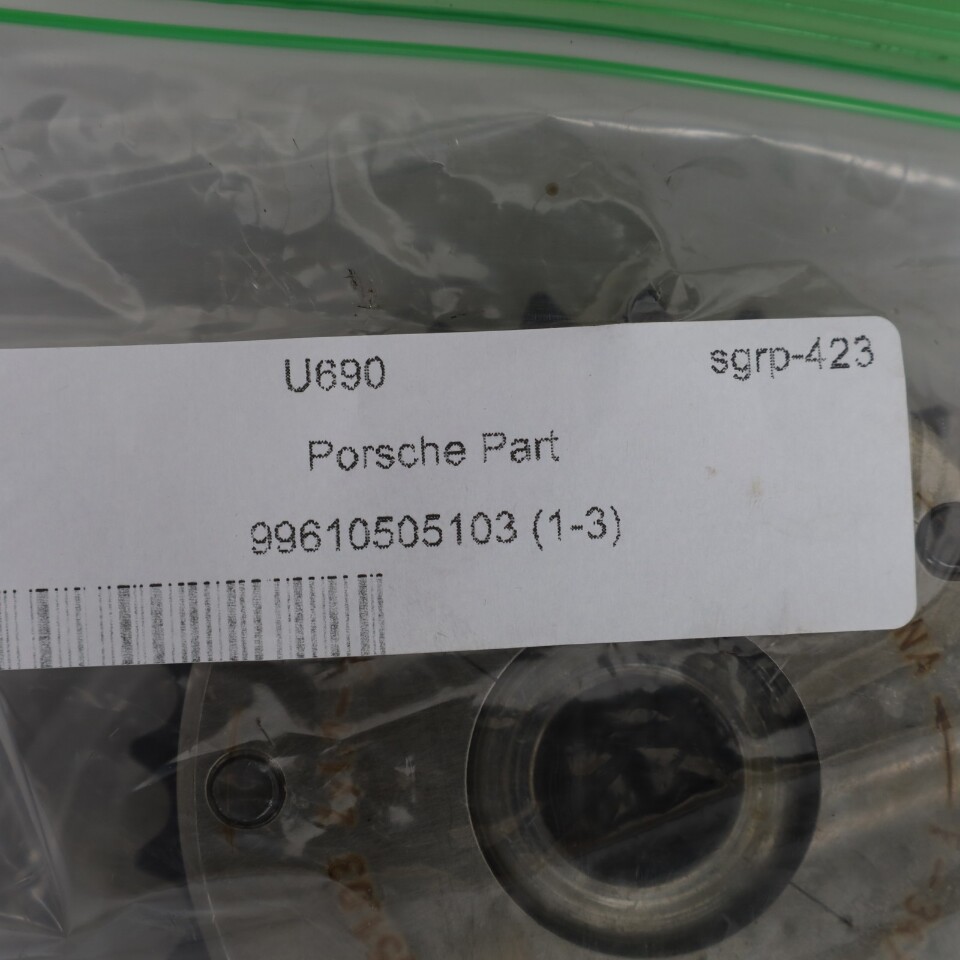 U690 sgrp-423
Porsche Part
99610505103 (1-3)